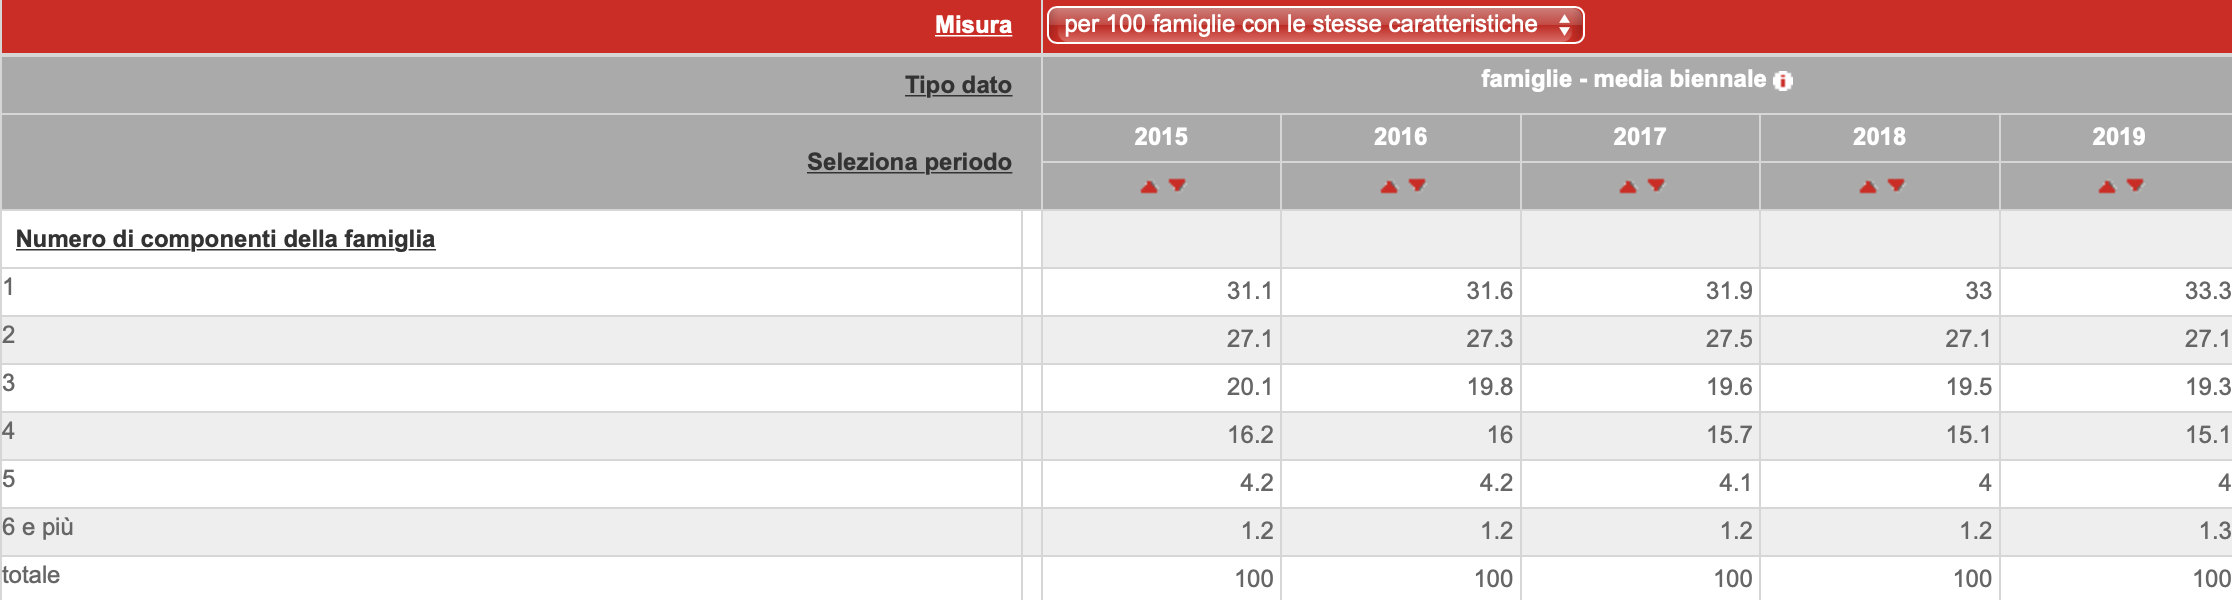 Misura per 100 famiglie con le stesse caratteristiche
Tipo dato famiglie - media biennale
Seleziona periodo 2015 2016 2017 2018 2019
Numero di componenti della famiglia
1 31.1 31.6 31.9 33 33.3
2 27.1 27.3 27.5 27.1 27.1
3 20.1 19.8 19.6 19.5 19.3
4 16.2 16 15.7 15.1 15.1
5 4.2 4.2 4.1 4 4
6 e più 1.2 1.2 1.2 1.2 1.3
totale 100 100 100 100 100